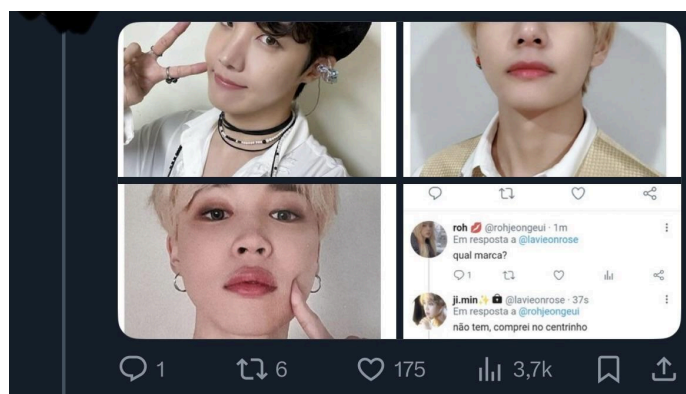 roh 💋 @rohjeongeui · 1m
Em resposta a @lavieonrose
qual marca?
1
ji.min✨ @lavieonrose · 37s
Em resposta a @rohjeongeui
não tem, comprei no centrinho
1 6 175 3,7k